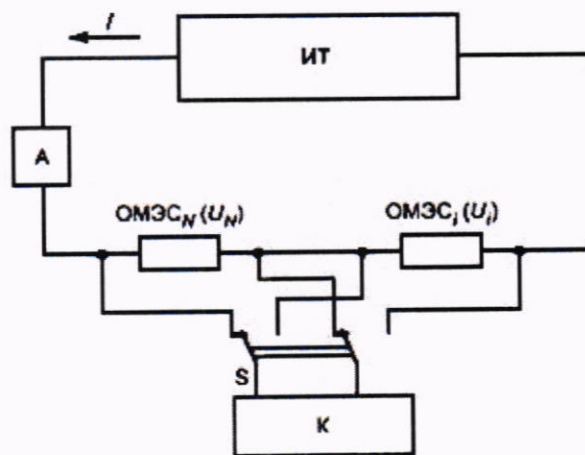 I
ИТ
А
ОМЭС_N (U_N)
ОМЭС_i (U_i)
S
К